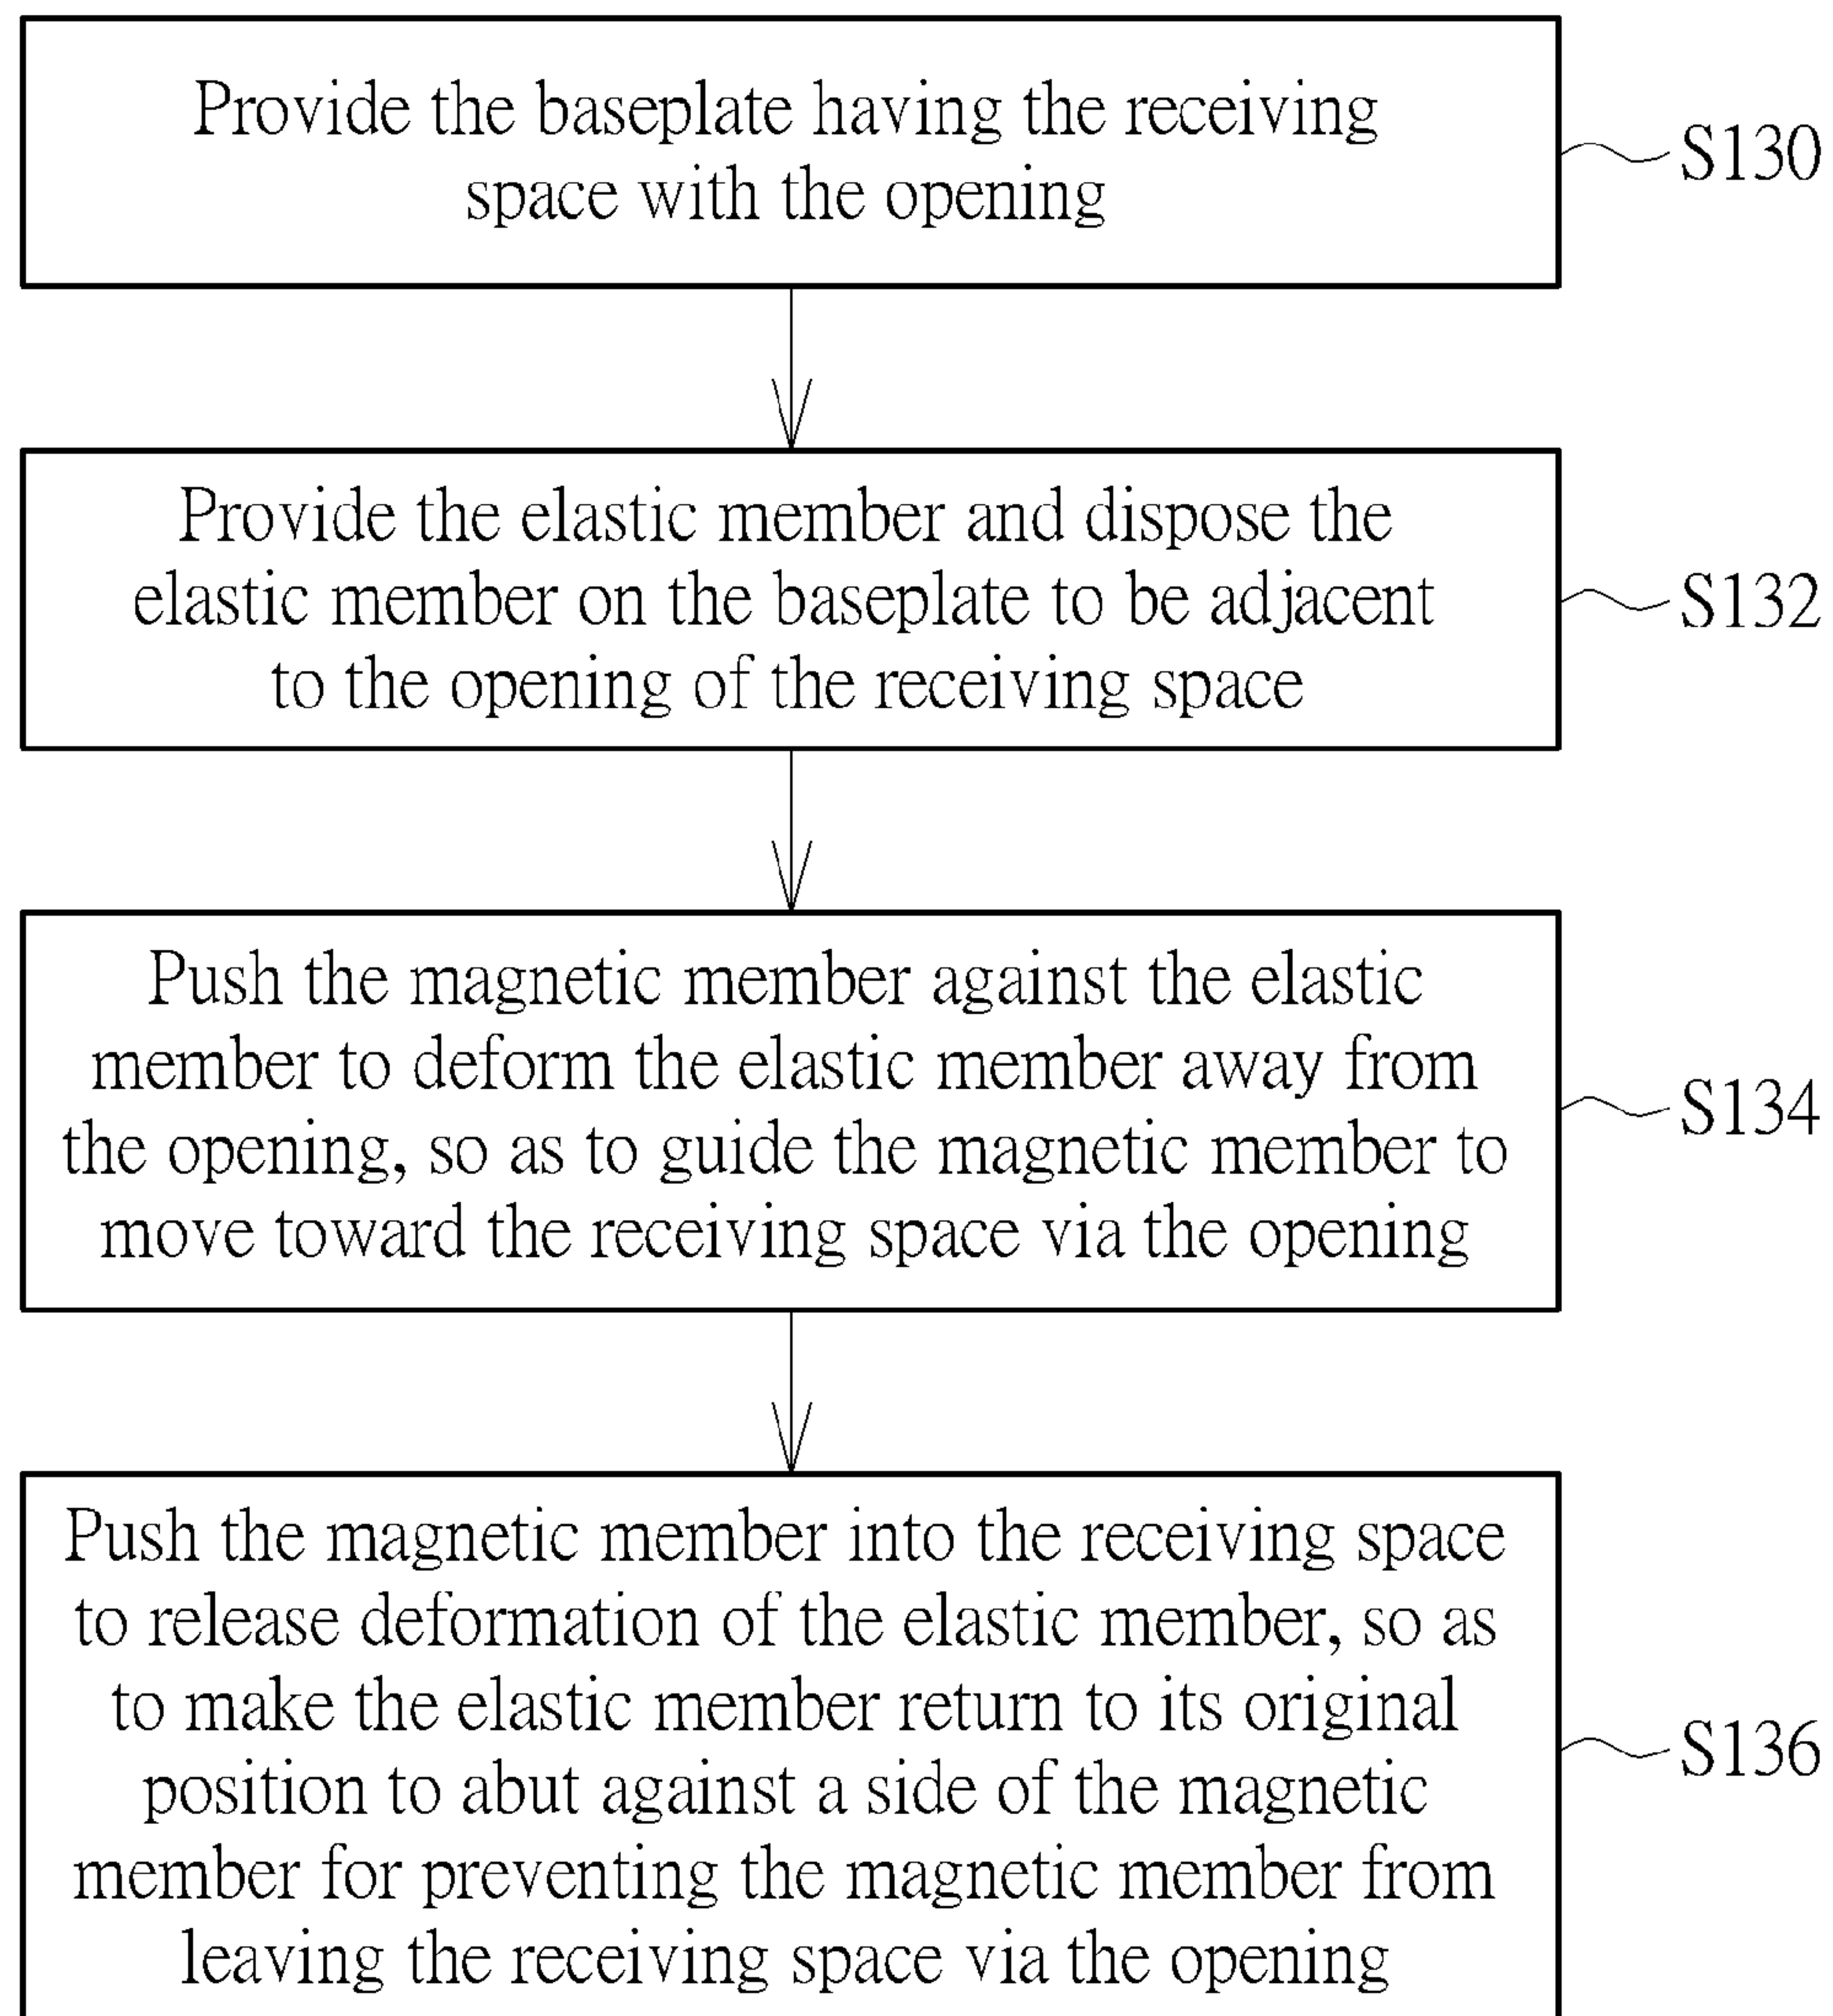 Provide the baseplate having the receiving
space with the opening
S130
Provide the elastic member and dispose the
elastic member on the baseplate to be adjacent
to the opening of the receiving space
S132
Push the magnetic member against the elastic
member to deform the elastic member away from
the opening, so as to guide the magnetic member to
move toward the receiving space via the opening
S134
Push the magnetic member into the receiving space
to release deformation of the elastic member, so as
to make the elastic member return to its original
position to abut against a side of the magnetic
member for preventing the magnetic member from
leaving the receiving space via the opening
S136